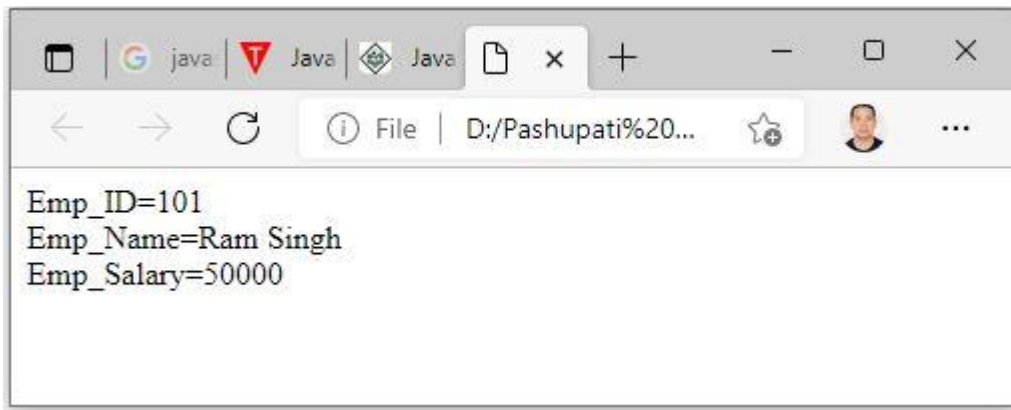 java
Java
Java
File
D:/Pashupati%20...
Emp_ID=101
Emp_Name=Ram Singh
Emp_Salary=50000